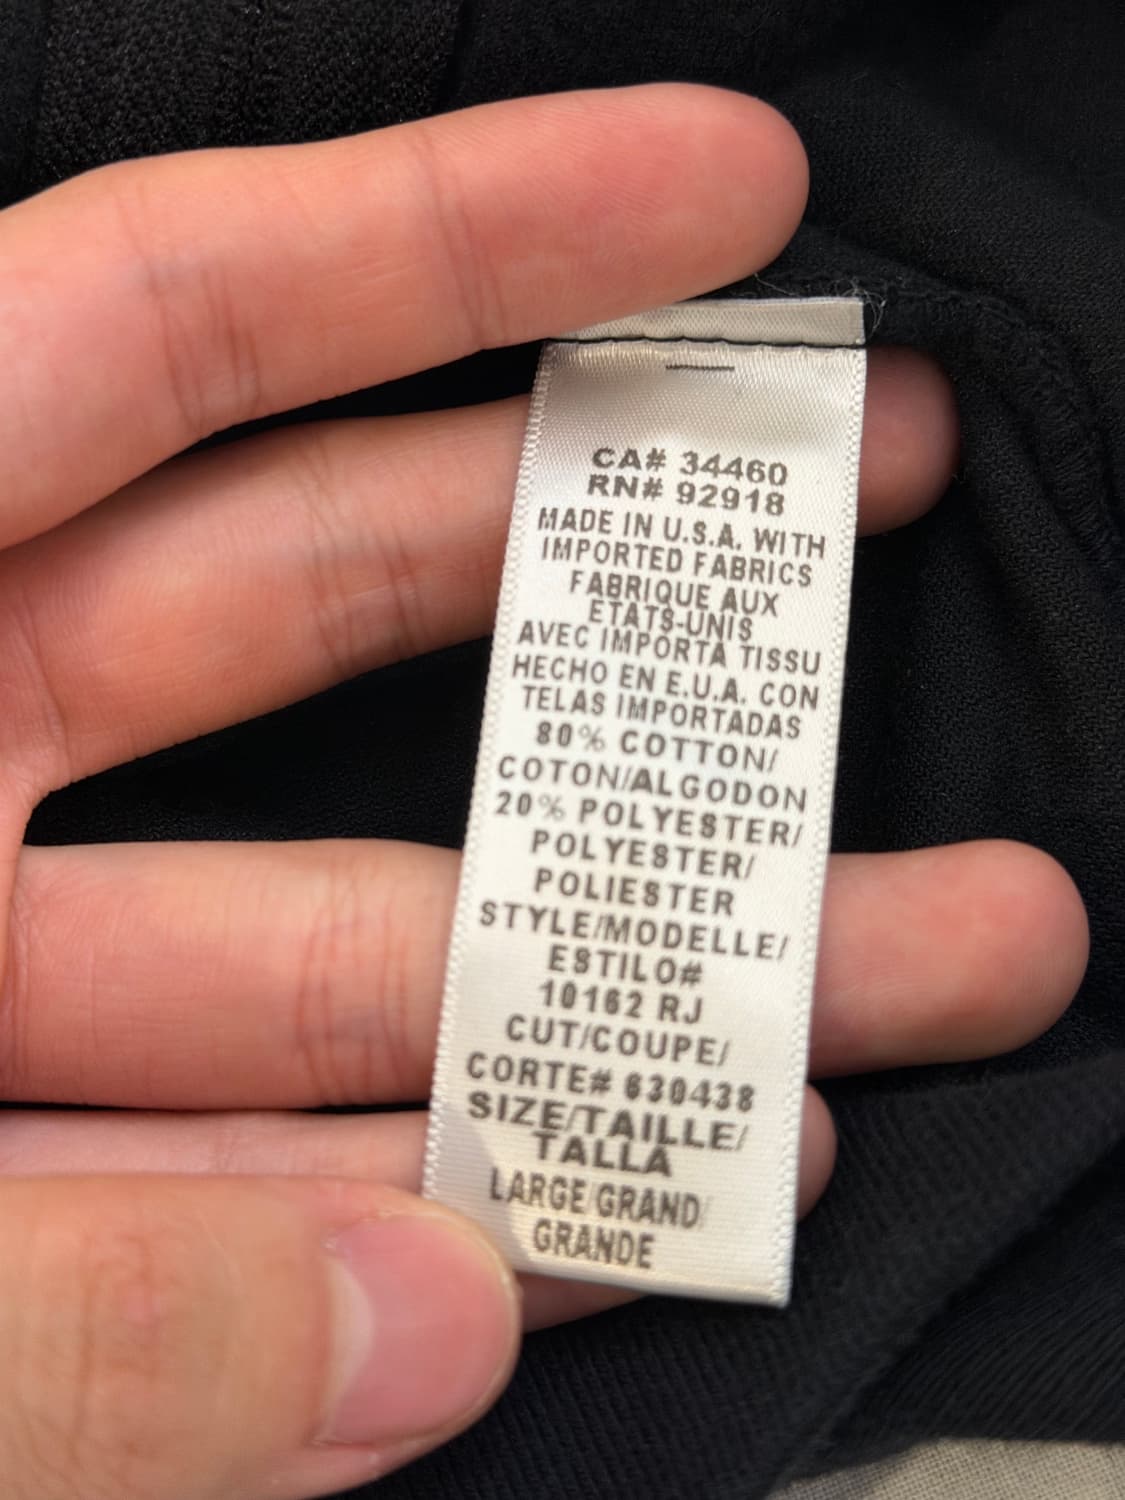 CA# 34460
RN# 92918
MADE IN U.S.A. WITH
IMPORTED FABRICS
FABRIQUE AUX
ETATS-UNIS
AVEC IMPORTA TISSU
HECHO EN E.U.A. CON
TELAS IMPORTADAS
80% COTTON/
COTON/ALGODON
20% POLYESTER/
POLYESTER/
POLIESTER
STYLE/MODELLE/
ESTILO#
10162 RJ
CUT/COUPE/
CORTE# 630438
SIZE/TAILLE/
TALLA
LARGE/GRAND/
GRANDE